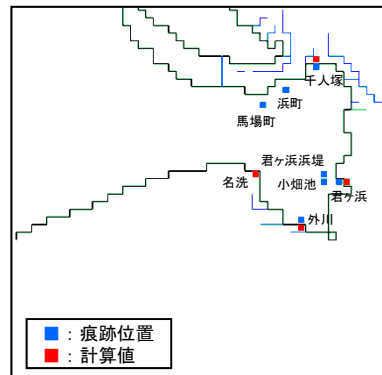 千人塚
浜町
馬場町
君ヶ浜浜堤
名洗
小畑池
君ヶ浜
外川
：痕跡位置
：計算値